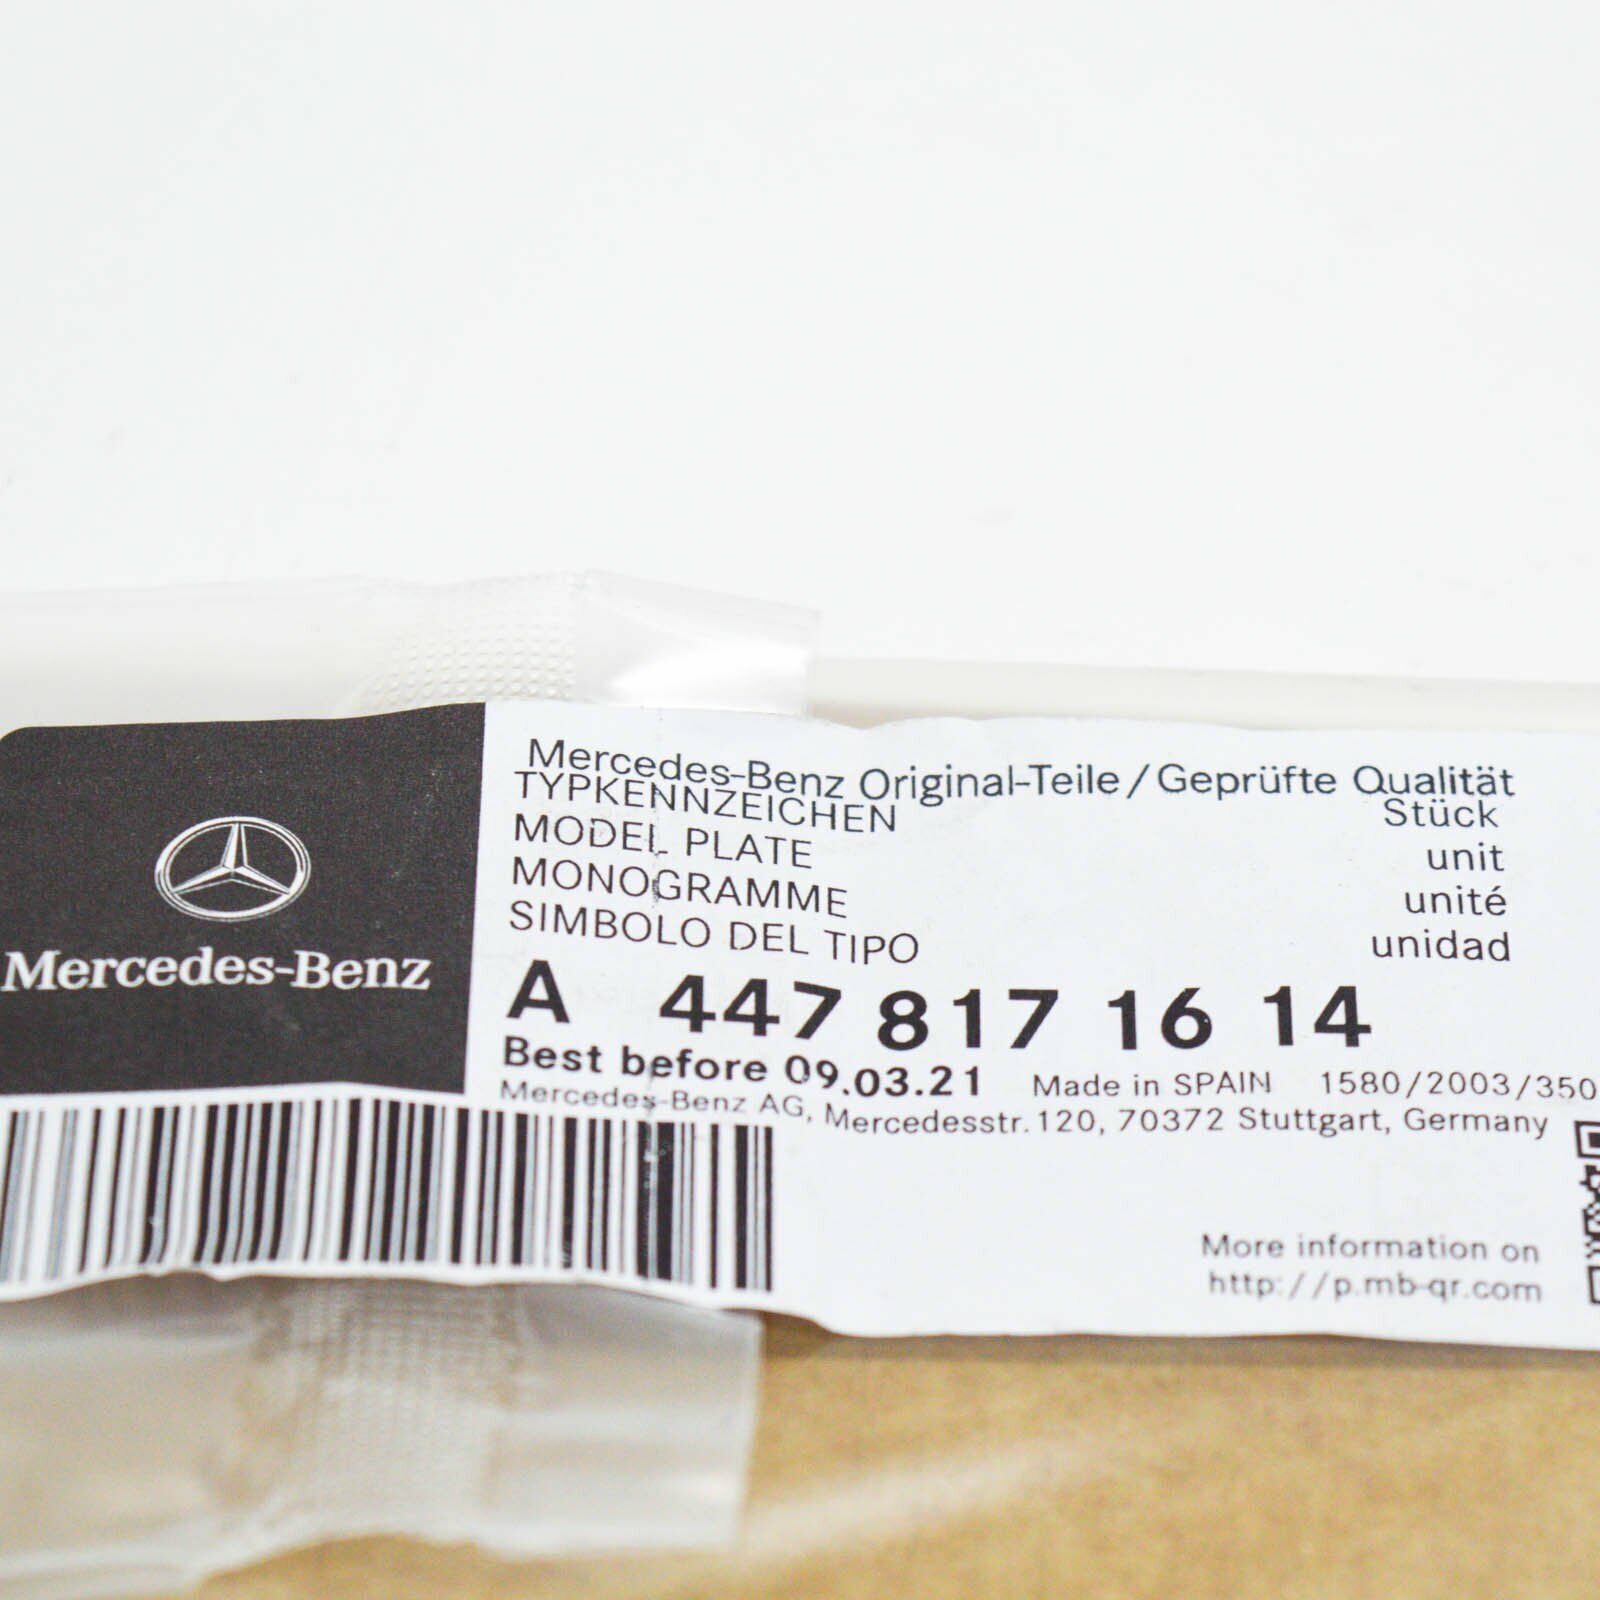 Mercedes-Benz
Mercedes-Benz Original-Teile/Geprüfte Qualität
TYPKENNZEICHEN Stück
MODEL PLATE unit
MONOGRAMME unité
SIMBOLO DEL TIPO unidad
A 447 817 16 14
Best before 09.03.21 Made in SPAIN 1580/2003/350
Mercedes-Benz AG, Mercedesstr.120, 70372 Stuttgart, Germany
More information on
http://p.mb-qr.com